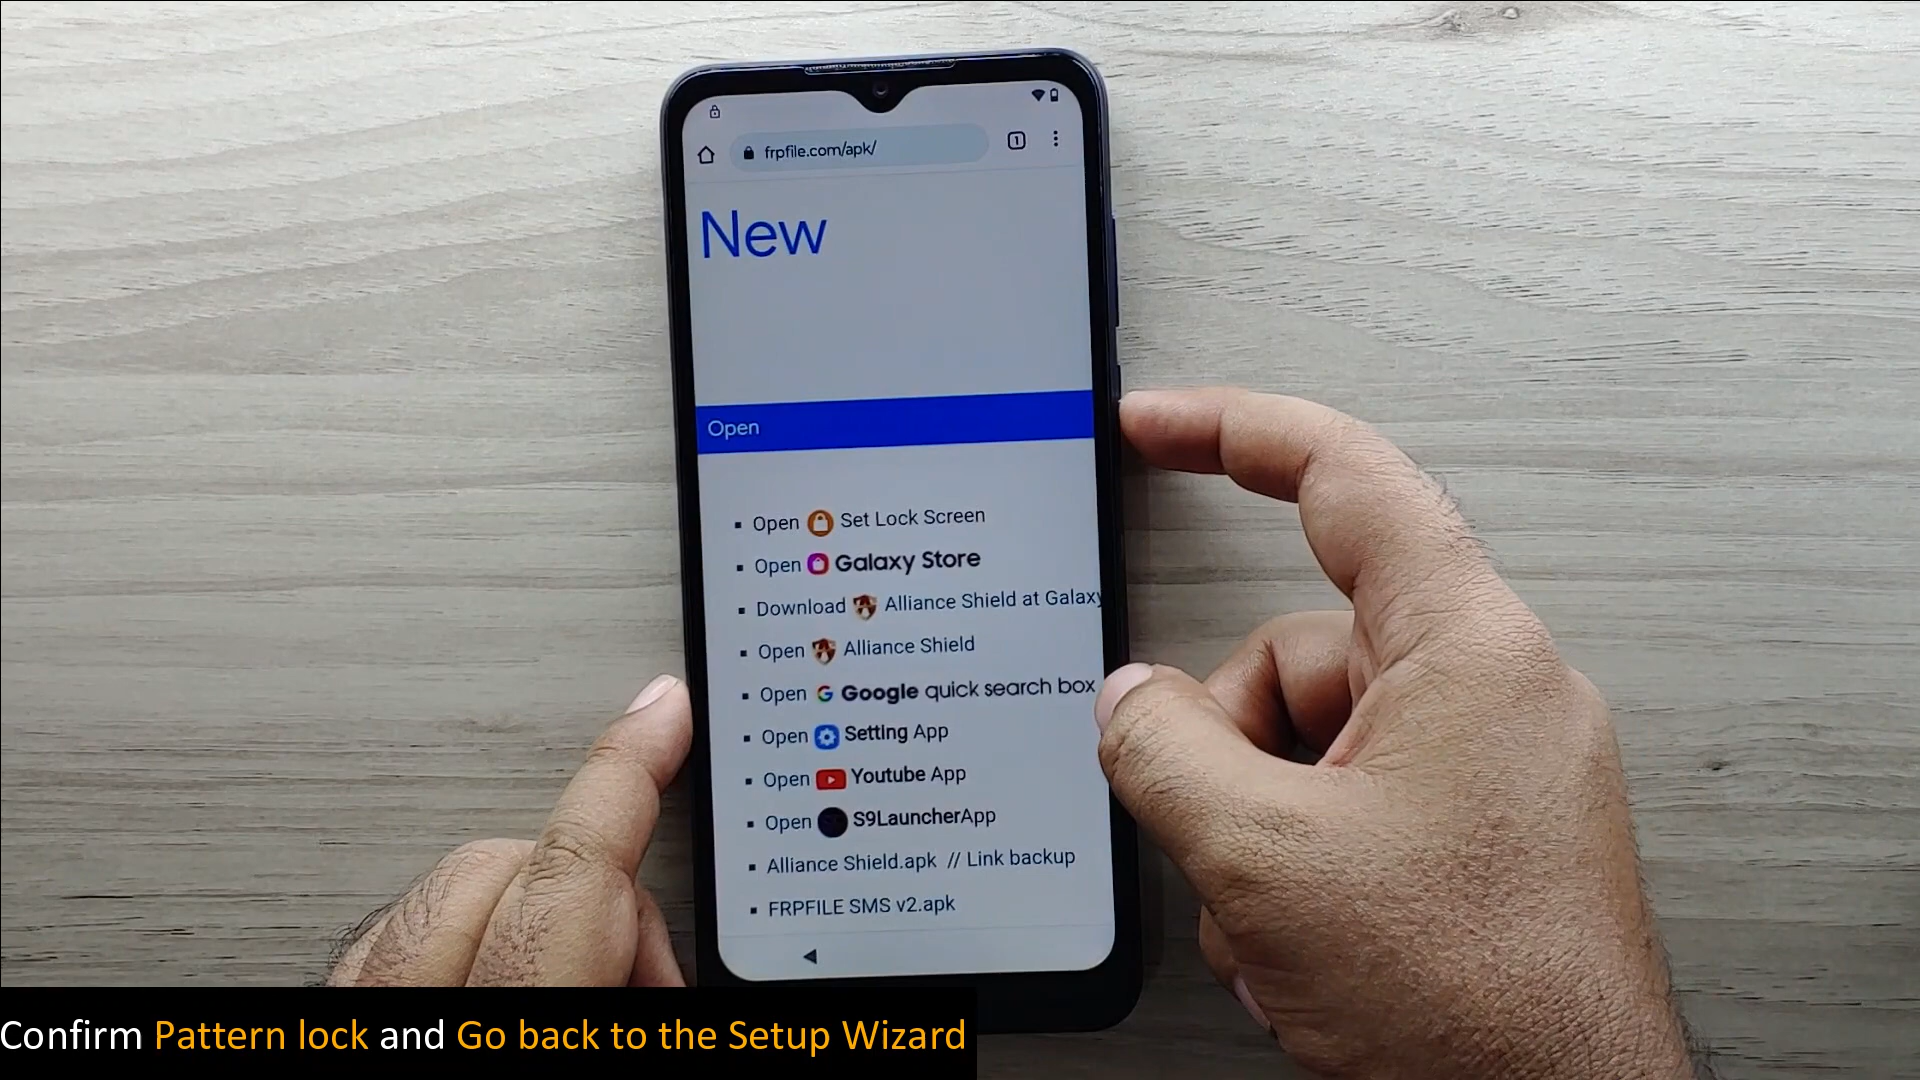 frpfile.com/apk/
1
New
Open
Open Set Lock Screen
Open Galaxy Store
Download Alliance Shield at Galaxy
Open Alliance Shield
Open Google quick search box
Open Setting App
Open Youtube App
Open S9LauncherApp
Alliance Shield.apk // Link backup
FRPFILE SMS v2.apk
Confirm Pattern lock and Go back to the Setup Wizard